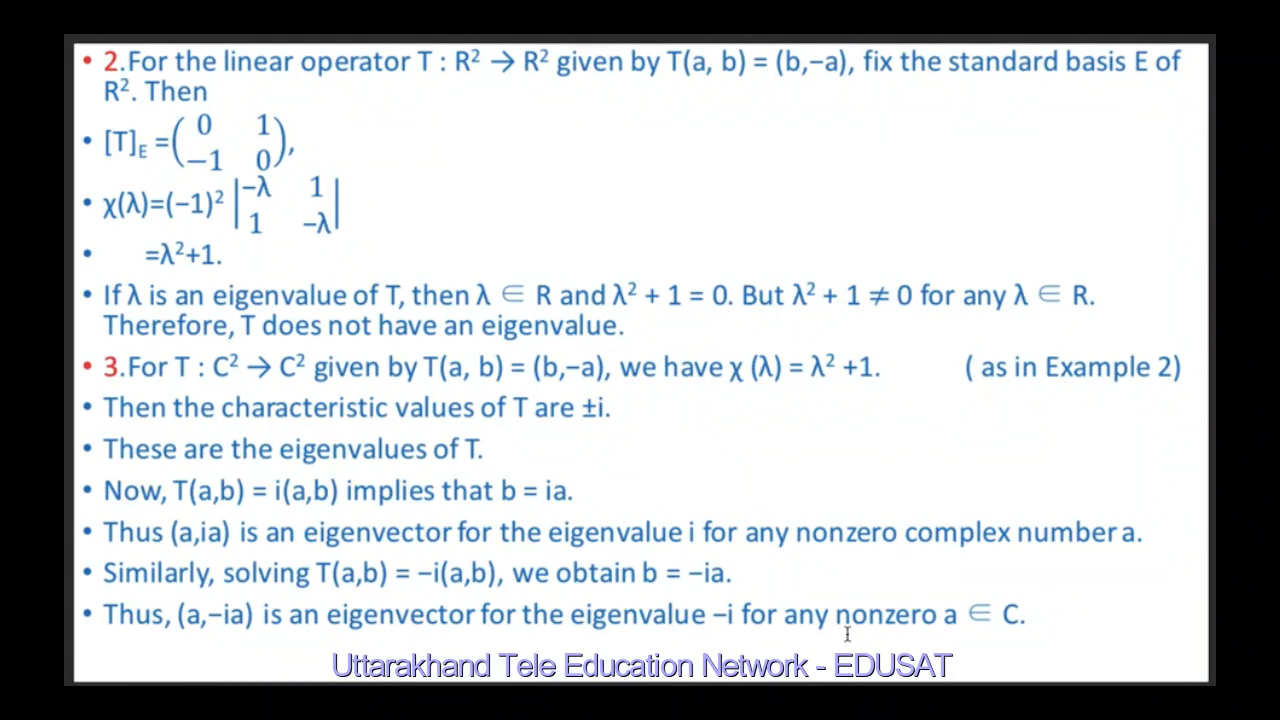 • 2.For the linear operator T : R² → R² given by T(a, b) = (b,−a), fix the standard basis E of
R². Then
• [T]E =( 0 1
−1 0 ),
• χ(λ)=(−1)² | −λ 1
1 −λ |
• =λ²+1.
• If λ is an eigenvalue of T, then λ ∈ R and λ² + 1 = 0. But λ² + 1 ≠ 0 for any λ ∈ R.
Therefore, T does not have an eigenvalue.
• 3.For T : C² → C² given by T(a, b) = (b,−a), we have χ (λ) = λ² +1. ( as in Example 2)
• Then the characteristic values of T are ±i.
• These are the eigenvalues of T.
• Now, T(a,b) = i(a,b) implies that b = ia.
• Thus (a,ia) is an eigenvector for the eigenvalue i for any nonzero complex number a.
• Similarly, solving T(a,b) = −i(a,b), we obtain b = −ia.
• Thus, (a,−ia) is an eigenvector for the eigenvalue −i for any nonzero a ∈ C.
Uttarakhand Tele Education Network - EDUSAT